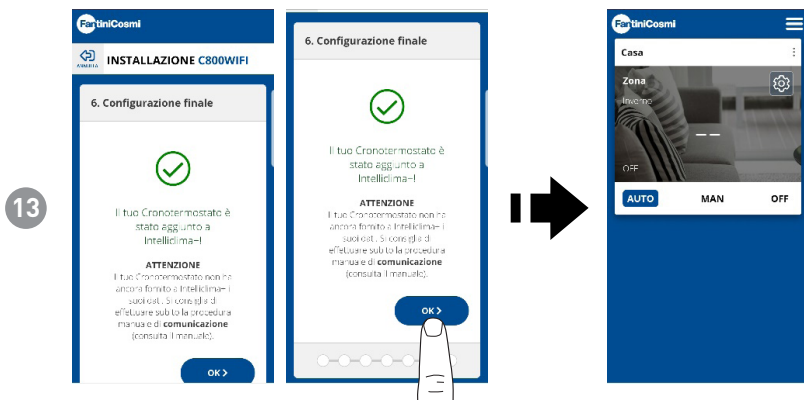 13
FantiniCosmi
INSTALLAZIONE C800WIFI
6. Configurazione finale
Il tuo Cronotermostato è
stato aggiunto a
Intelliclima+!
ATTENZIONE
Il tuo Cronotermostato non ha
ancora fornito a Intelliclima+ i
suoi dati. Si consiglia di
effettuare subito la procedura
manuale di comunicazione
(consulta il manuale).
OK
6. Configurazione finale
Il tuo Cronotermostato è
stato aggiunto a
Intelliclima+!
ATTENZIONE
Il tuo Cronotermostato non ha
ancora fornito a Intelliclima+ i
suoi dati. Si consiglia di
effettuare subito la procedura
manuale di comunicazione
(consulta il manuale).
OK
FantiniCosmi
Casa
Zona
Inverno
--
OFF
AUTO MAN OFF